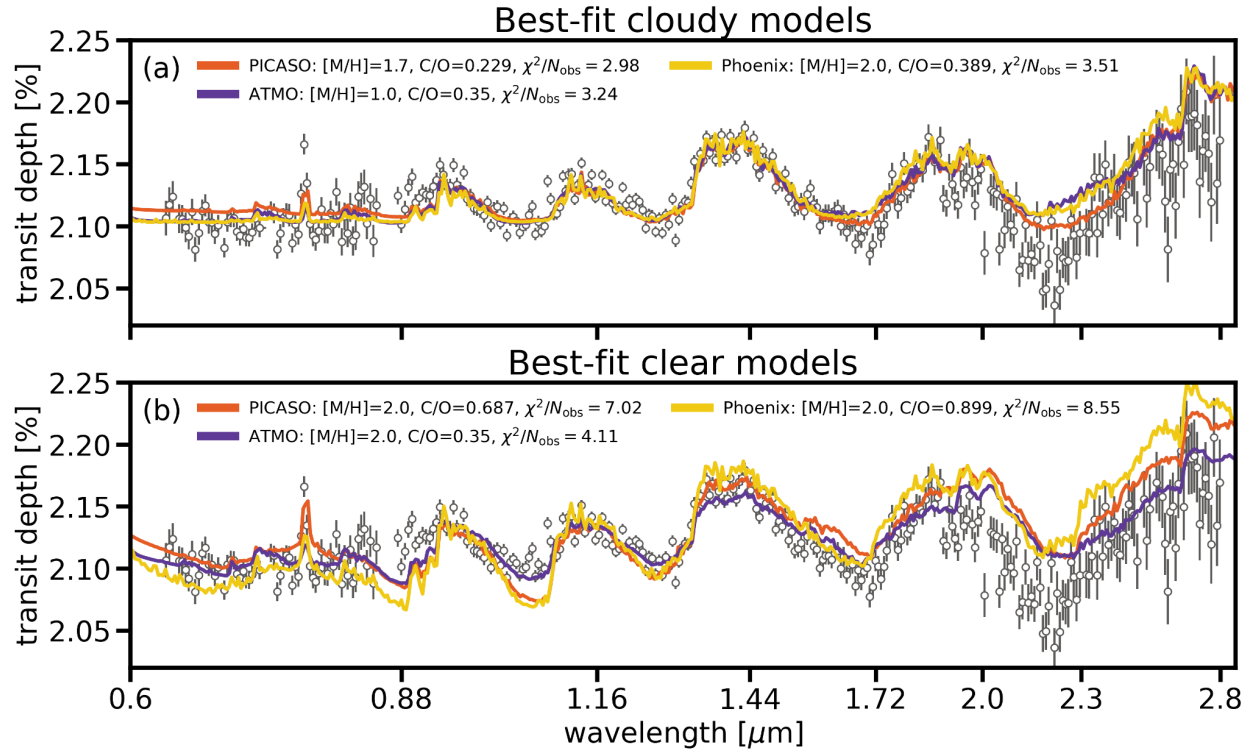 Best-fit cloudy models
(a)
PICASO: [M/H]=1.7, C/O=0.229, χ²/N_obs = 2.98
Phoenix: [M/H]=2.0, C/O=0.389, χ²/N_obs = 3.51
ATMO: [M/H]=1.0, C/O=0.35, χ²/N_obs = 3.24
transit depth [%]
2.25
2.20
2.15
2.10
2.05
Best-fit clear models
(b)
PICASO: [M/H]=2.0, C/O=0.687, χ²/N_obs = 7.02
Phoenix: [M/H]=2.0, C/O=0.899, χ²/N_obs = 8.55
ATMO: [M/H]=2.0, C/O=0.35, χ²/N_obs = 4.11
transit depth [%]
2.25
2.20
2.15
2.10
2.05
0.6 0.88 1.16 1.44 1.72 2.0 2.3 2.8
wavelength [μm]